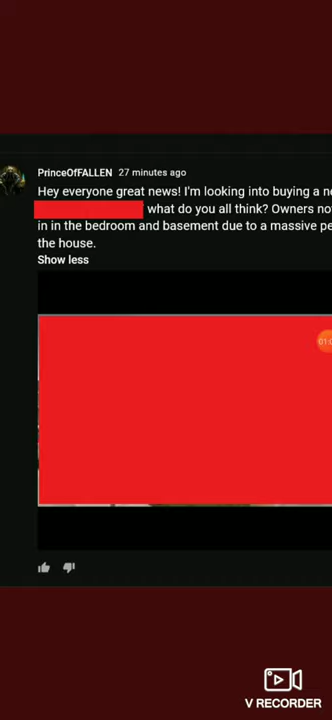 PrinceOfFALLEN 27 minutes ago
Hey everyone great news! I'm looking into buying a
what do you all think? Owners
in in the bedroom and basement due to a massive
the house.
Show less
V RECORDER